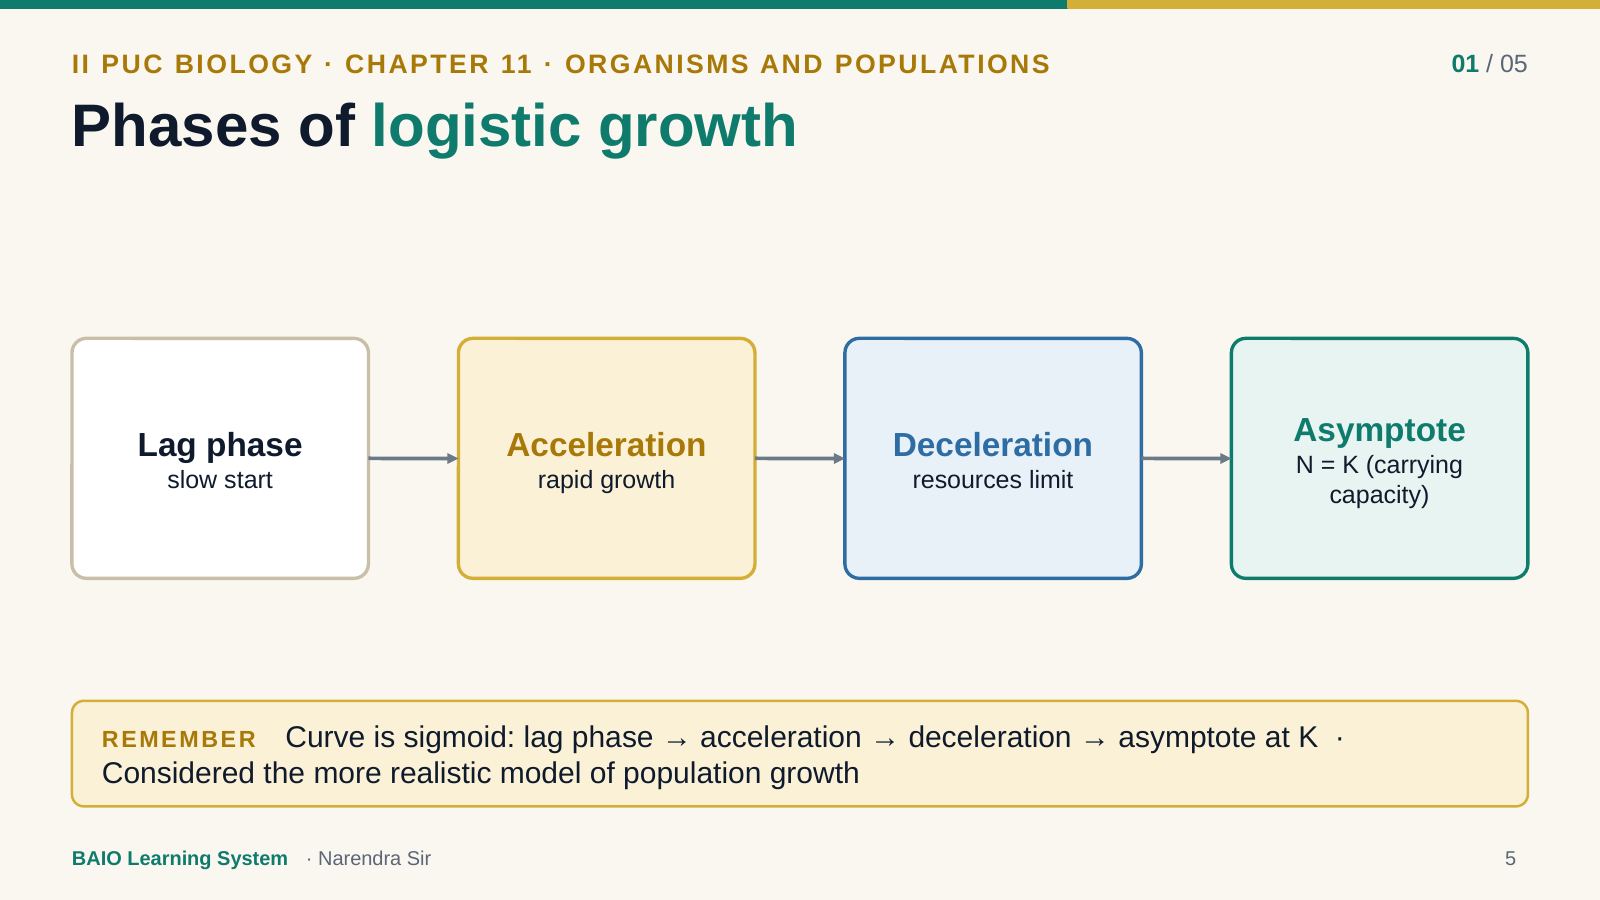 II PUC BIOLOGY · CHAPTER 11 · ORGANISMS AND POPULATIONS
01 / 05
Phases of logistic growth
Lag phase
slow start
Acceleration
rapid growth
Deceleration
resources limit
Asymptote
N = K (carrying
capacity)
REMEMBER Curve is sigmoid: lag phase → acceleration → deceleration → asymptote at K ·
Considered the more realistic model of population growth
BAIO Learning System · Narendra Sir
5